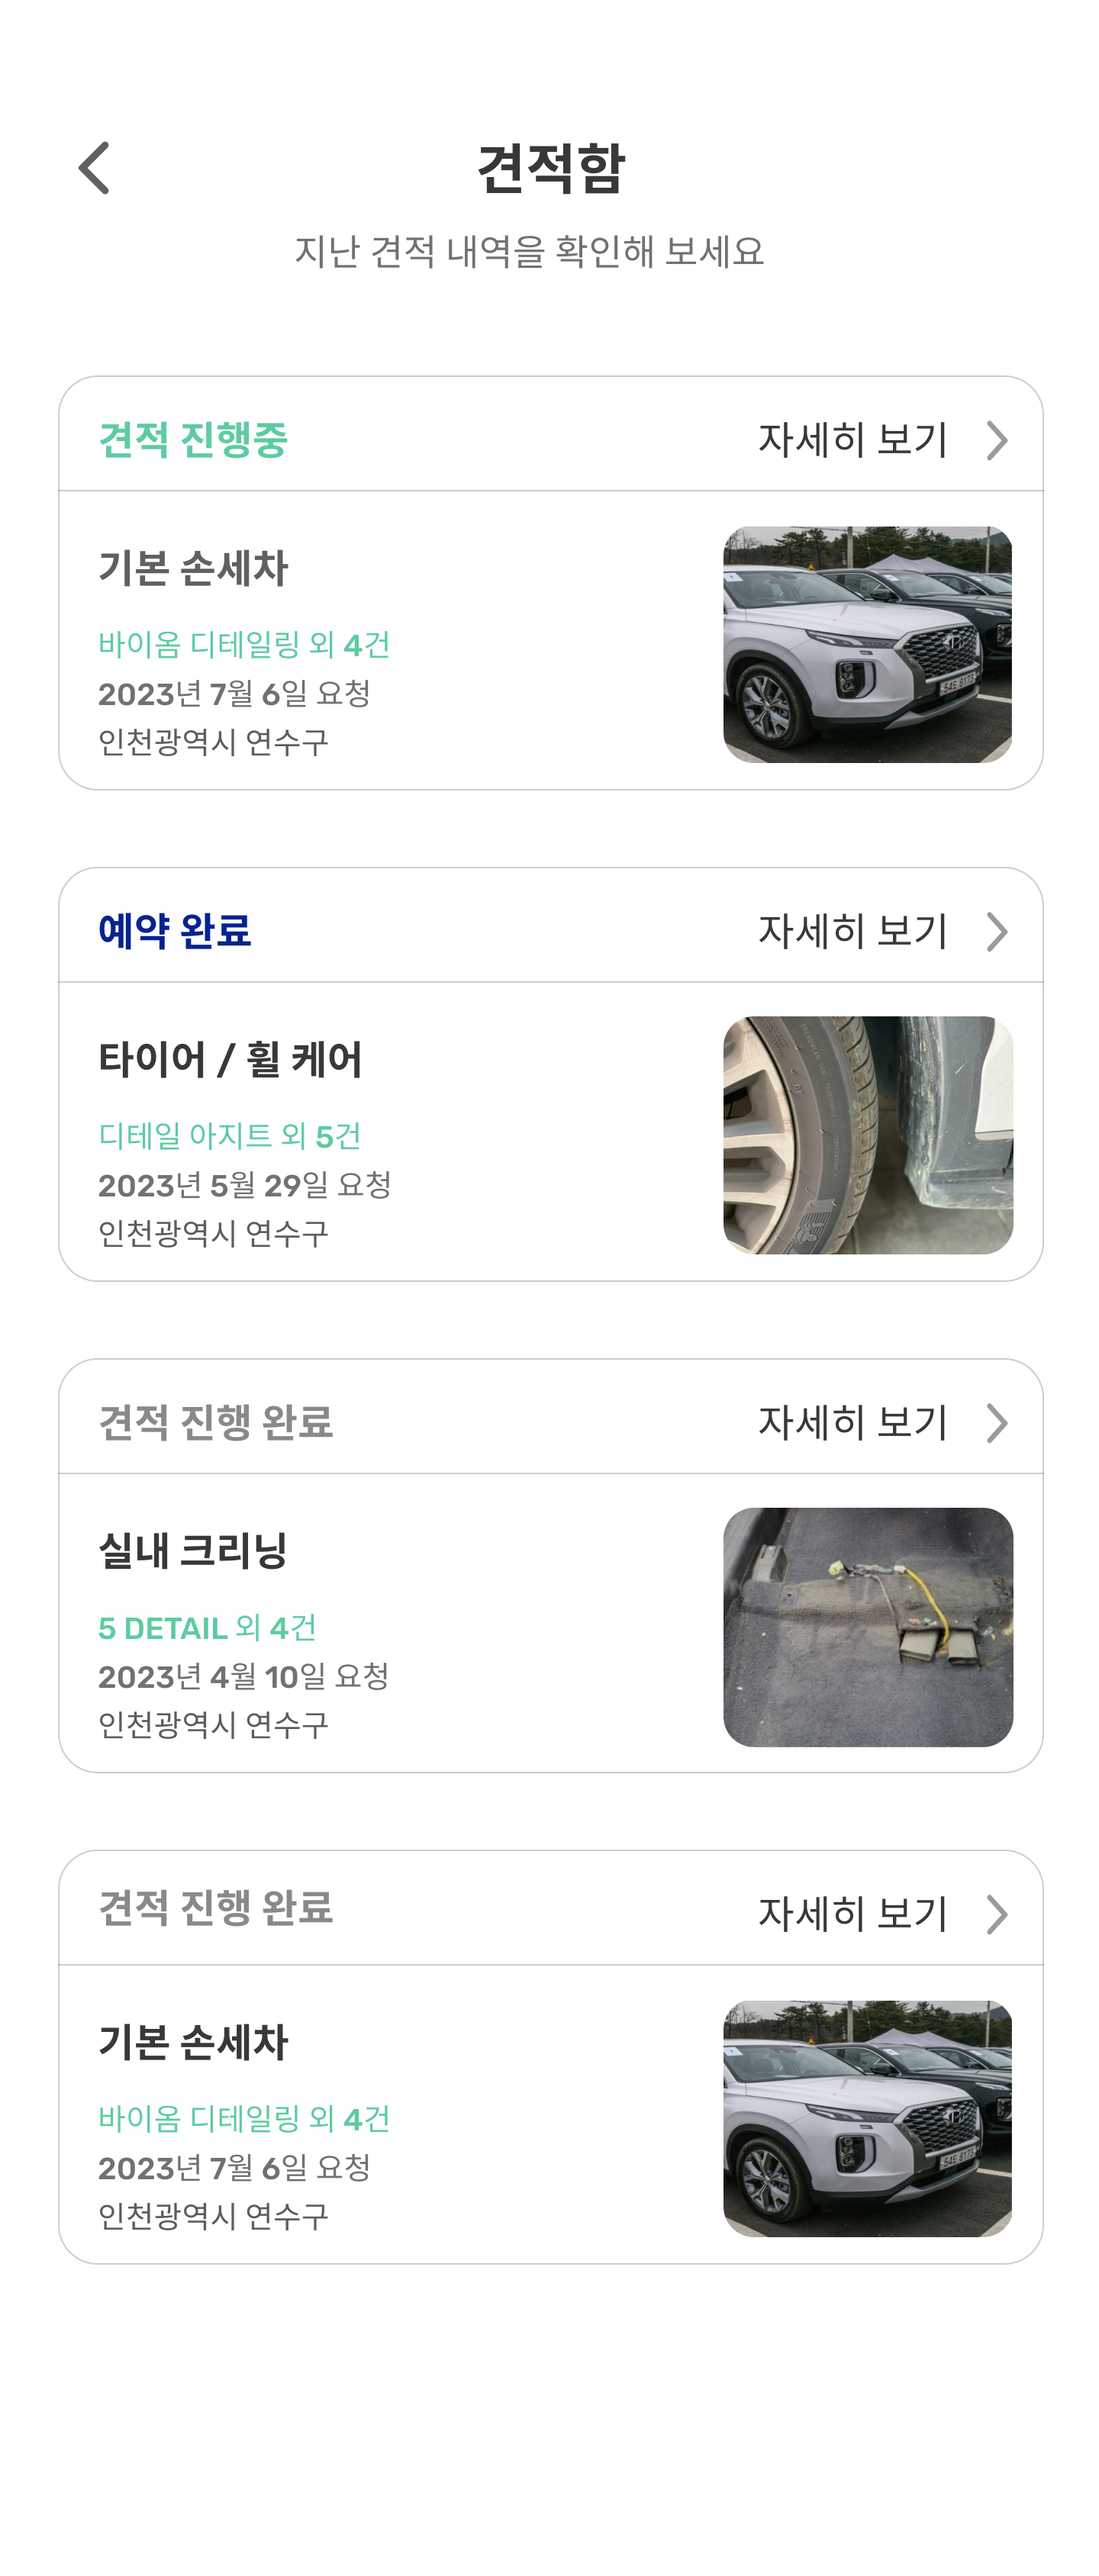 견적함
지난 견적 내역을 확인해 보세요
견적 진행중
자세히 보기
기본 손세차
바이옴 디테일링 외 4건
2023년 7월 6일 요청
인천광역시 연수구
예약 완료
자세히 보기
타이어 / 휠 케어
디테일 아지트 외 5건
2023년 5월 29일 요청
인천광역시 연수구
견적 진행 완료
자세히 보기
실내 크리닝
5 DETAIL 외 4건
2023년 4월 10일 요청
인천광역시 연수구
견적 진행 완료
자세히 보기
기본 손세차
바이옴 디테일링 외 4건
2023년 7월 6일 요청
인천광역시 연수구